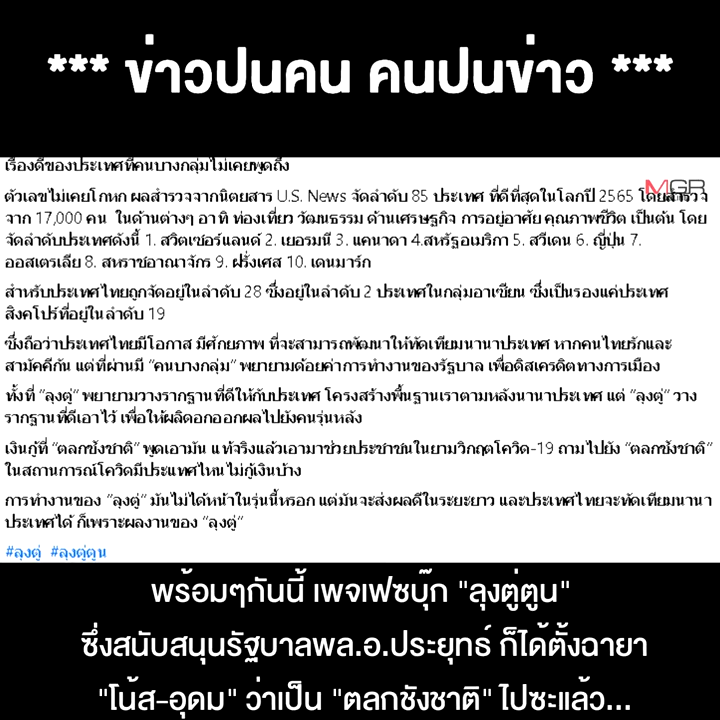 *** ข่าวปนคน คนปนข่าว ***
เรื่องดีของประเทศที่คนบางกลุ่มไม่เคยพูดถึง
MGR
ตัวเลขไม่เคยโกหก ผลสำรวจจากนิตยสาร U.S. News จัดลำดับ 85 ประเทศ ที่ดีที่สุดในโลกปี 2565 โดยสำรวจ
จาก 17,000 คน ในด้านต่างๆ อาทิ ท่องเที่ยว วัฒนธรรม ด้านเศรษฐกิจ การอยู่อาศัย คุณภาพชีวิต เป็นต้น โดย
จัดลำดับประเทศดังนี้ 1. สวิตเซอร์แลนด์ 2. เยอรมนี 3. แคนาดา 4.สหรัฐอเมริกา 5. สวีเดน 6. ญี่ปุ่น 7.
ออสเตรเลีย 8. สหราชอาณาจักร 9. ฝรั่งเศส 10. เดนมาร์ก
สำหรับประเทศไทยถูกจัดอยู่ในลำดับ 28 ซึ่งอยู่ในลำดับ 2 ประเทศในกลุ่มอาเซียน ซึ่งเป็นรองแค่ประเทศ
สิงคโปร์ที่อยู่ในลำดับ 19
ซึ่งถือว่าประเทศไทยมีโอกาส มีศักยภาพ ที่จะสามารถพัฒนาให้ทัดเทียมนานาประเทศ หากคนไทยรักและ
สามัคคีกัน แต่ที่ผ่านมี "คนบางกลุ่ม" พยายามด้อยค่าการทำงานของรัฐบาล เพื่อดิสเครดิตทางการเมือง
ทั้งที่ "ลุงตู่" พยายามวางรากฐานที่ดีให้กับประเทศ โครงสร้างพื้นฐานเราตามหลังนานาประเทศ แต่ "ลุงตู่" วาง
รากฐานที่ดีเอาไว้ เพื่อให้ผลิดอกออกผลไปยังคนรุ่นหลัง
เงินกู้ที่ "ตลกชังชาติ" พูดเอามัน แท้จริงแล้วเอามาช่วยประชาชนในยามวิกฤตโควิด-19 ถามไปยัง "ตลกชังชาติ"
ในสถานการณ์โควิดมีประแทศไหนไม่กู้เงินบ้าง
การทำงานของ "ลุงตู่" มันไม่ได้หน้าในรุ่นนี้หรอก แต่มันจะส่งผลดีในระยะยาว และประเทศไทยจะทัดเทียมนานา
ประเทศได้ ก็เพราะผลงานของ "ลุงตู่"
#ลุงตู่ #ลุงตู่ตูน
พร้อมๆกันนี้ เพจเฟซบุ๊ก "ลุงตู่ตูน"
ซึ่งสนับสนุนรัฐบาลพล.อ.ประยุทธ์ ก็ได้ตั้งฉายา
"โน้ส-อุดม" ว่าเป็น "ตลกชังชาติ" ไปซะแล้ว...